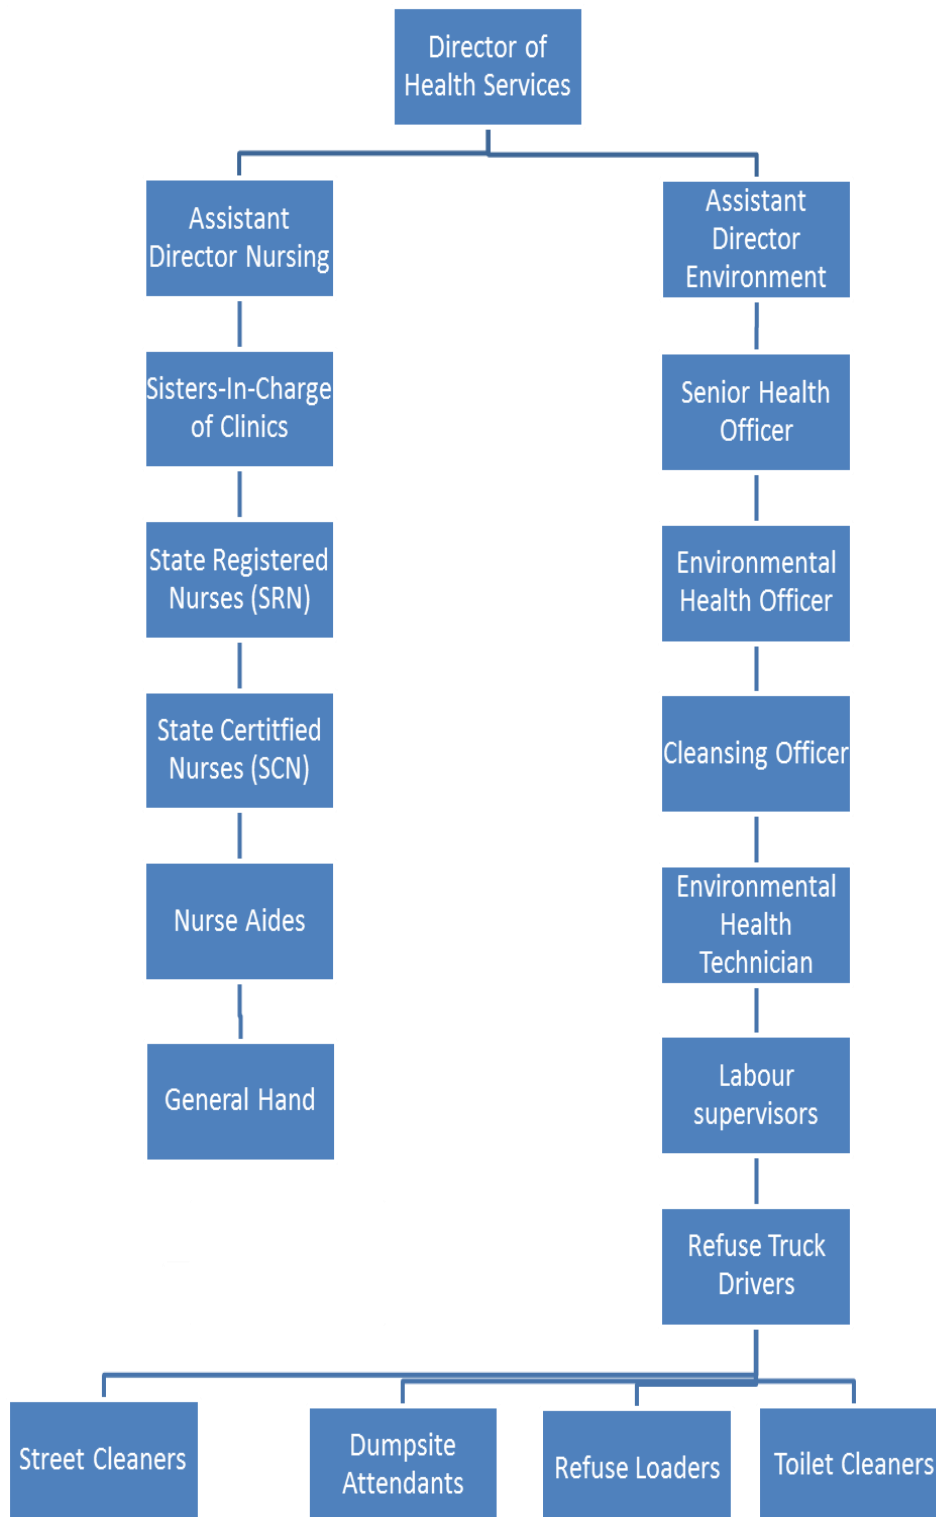 Director of
Health Services
Assistant
Director Nursing
Assistant
Director
Environment
Sisters-In-Charge
of Clinics
Senior Health
Officer
State Registered
Nurses (SRN)
Environmental
Health Officer
State Certitfied
Nurses (SCN)
Cleansing Officer
Nurse Aides
Environmental
Health
Technician
General Hand
Labour
supervisors
Refuse Truck
Drivers
Street Cleaners
Dumpsite
Attendants
Refuse Loaders
Toilet Cleaners